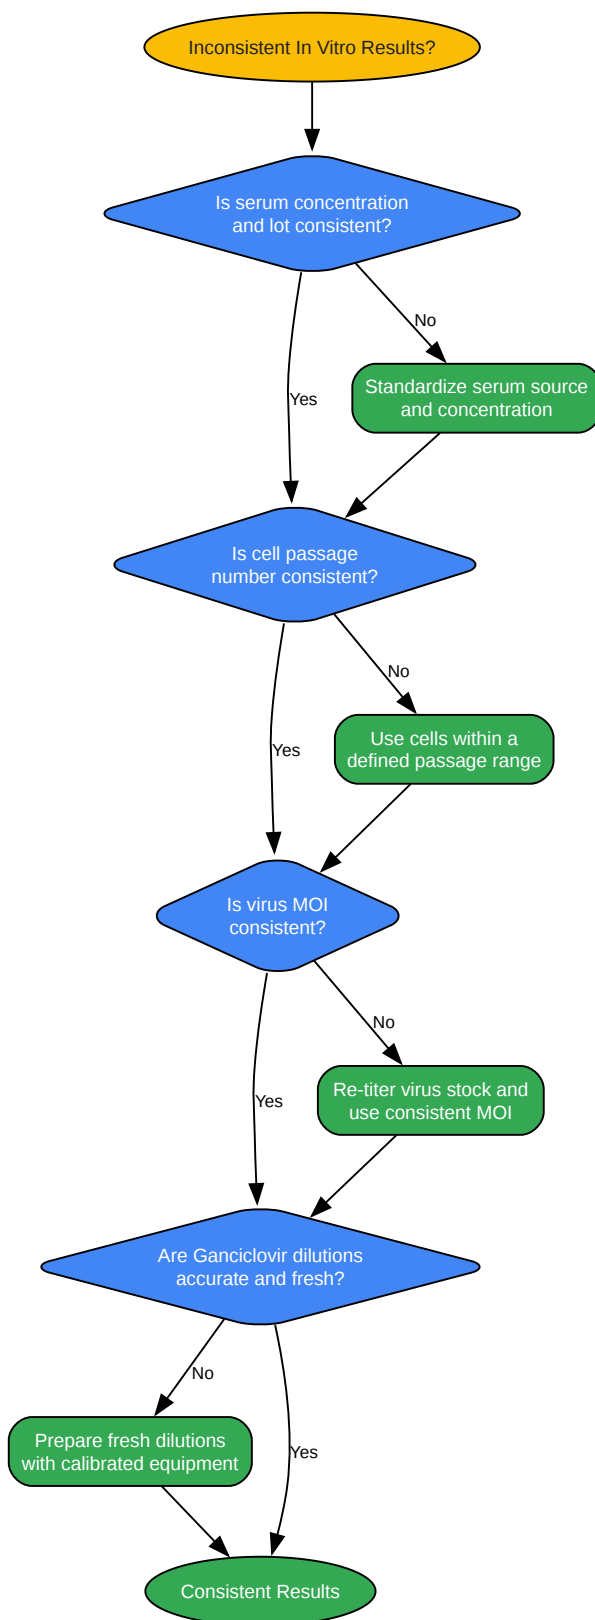 Inconsistent In Vitro Results?
Is serum concentration
and lot consistent?
No
Standardize serum source
and concentration
Yes
Is cell passage
number consistent?
No
Use cells within a
defined passage range
Yes
Is virus MOI
consistent?
No
Re-titer virus stock and
use consistent MOI
Yes
Are Ganciclovir dilutions
accurate and fresh?
No
Prepare fresh dilutions
with calibrated equipment
Yes
Consistent Results